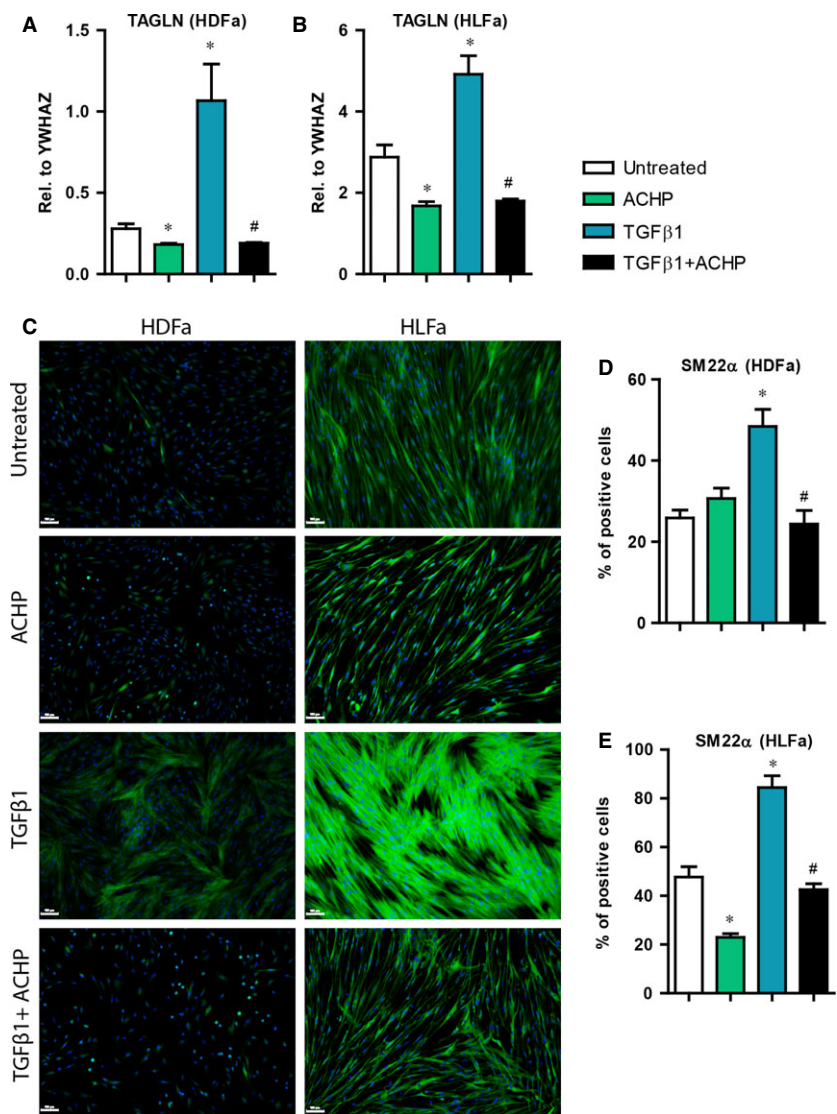 A
TAGLN (HDFa)
*
*
#
Rel. to YWHAZ
1.5
1.0
0.5
0.0
B
TAGLN (HLFa)
*
*
#
Rel. to YWHAZ
6
4
2
0
Untreated
ACHP
TGFβ1
TGFβ1+ACHP
C
HDFa
HLFa
Untreated
ACHP
TGFβ1
TGFβ1+ ACHP
D
SM22α (HDFa)
*
#
% of positive cells
60
40
20
0
E
SM22α (HLFa)
*
*
#
% of positive cells
100
80
60
40
20
0